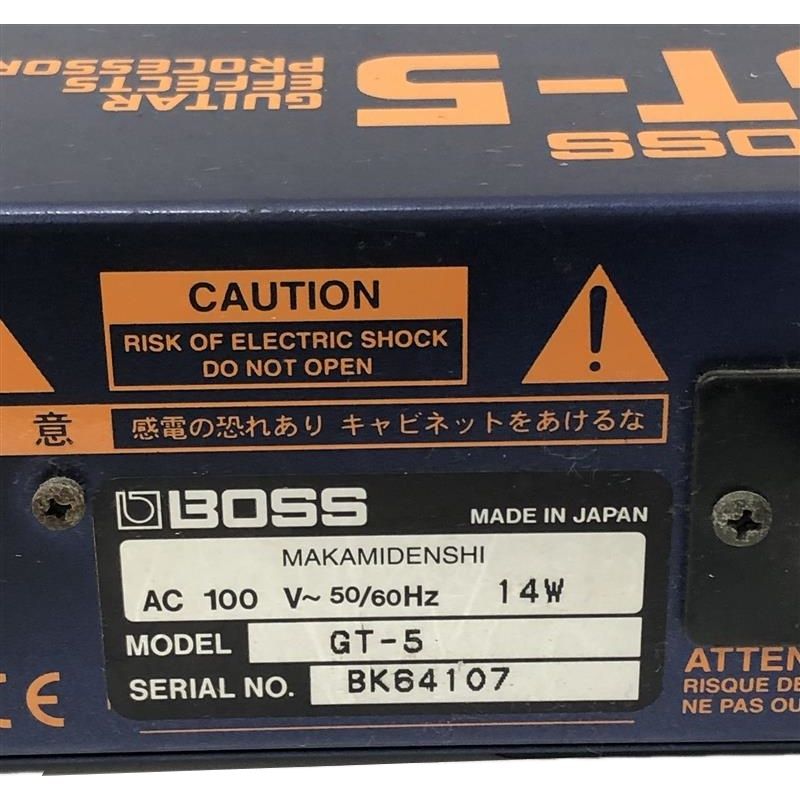 BOSS
GT-5
GUITAR
EFFECTS
PROCESSOR
CAUTION
RISK OF ELECTRIC SHOCK
DO NOT OPEN
意 感電の恐れあり キャビネットをあけるな
BOSS MADE IN JAPAN
MAKAMIDENSHI
AC 100 V~ 50/60Hz 14W
MODEL GT-5
SERIAL NO. BK64107
CE
RISQUE DE
NE PAS